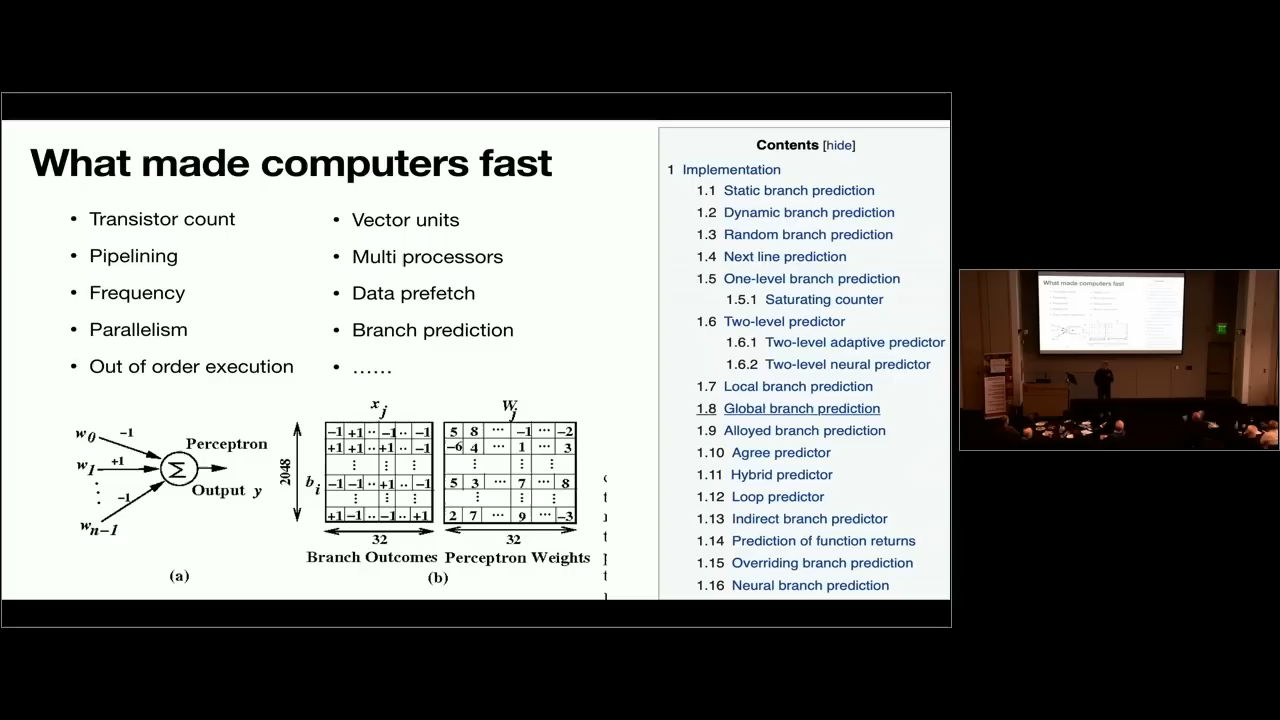 What made computers fast
• Transistor count
• Pipelining
• Frequency
• Parallelism
• Out of order execution
• Vector units
• Multi processors
• Data prefetch
• Branch prediction
• ......
w0 −1
w1 +1
wn−1 −1
Σ
Perceptron
Output y
(a)
xj
Wj
2048
bi
−1 +1 ·· −1 ·· −1
+1 +1 ·· +1 ·· −1
−1 −1 ·· +1 ·· −1
+1 −1 ·· −1 ·· +1
5 8 ··· −1 ··· −2
−6 4 ··· 1 ··· 3
5 3 ··· 7 ··· 8
2 7 ··· 9 ··· −3
32
32
Branch Outcomes Perceptron Weights
(b)
Contents [hide]
1 Implementation
1.1 Static branch prediction
1.2 Dynamic branch prediction
1.3 Random branch prediction
1.4 Next line prediction
1.5 One-level branch prediction
1.5.1 Saturating counter
1.6 Two-level predictor
1.6.1 Two-level adaptive predictor
1.6.2 Two-level neural predictor
1.7 Local branch prediction
1.8 Global branch prediction
1.9 Alloyed branch prediction
1.10 Agree predictor
1.11 Hybrid predictor
1.12 Loop predictor
1.13 Indirect branch predictor
1.14 Prediction of function returns
1.15 Overriding branch prediction
1.16 Neural branch prediction
What made computers fast